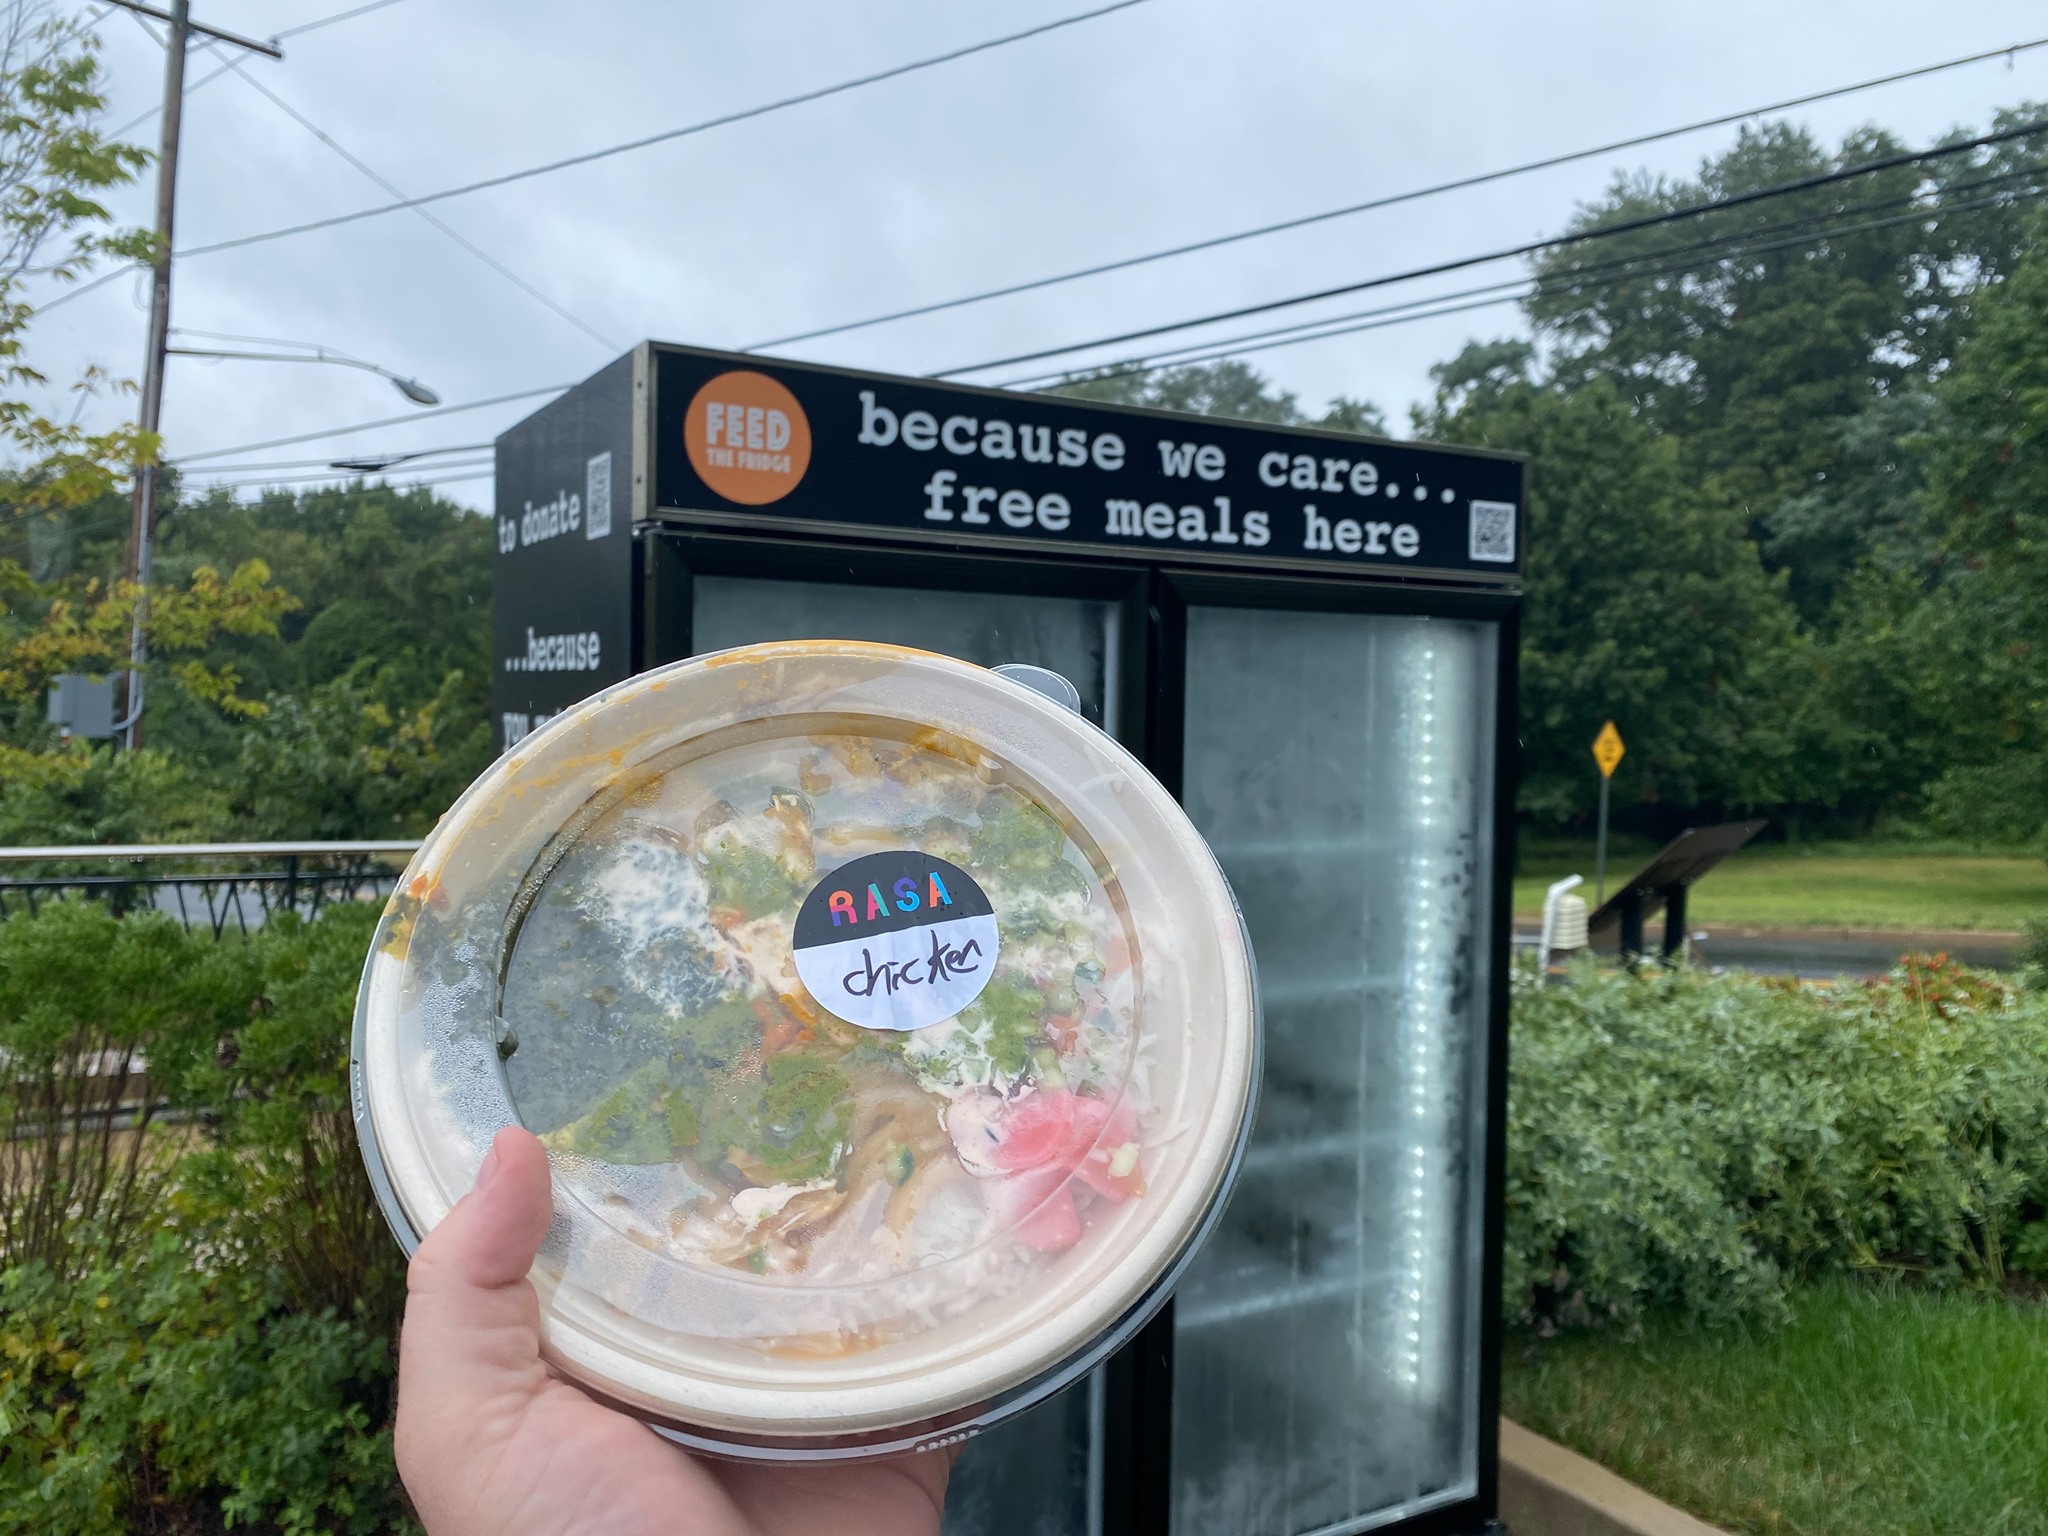 FEED
THE FRIDGE
because we care...
free meals here
to donate
...because
RASA
chicken